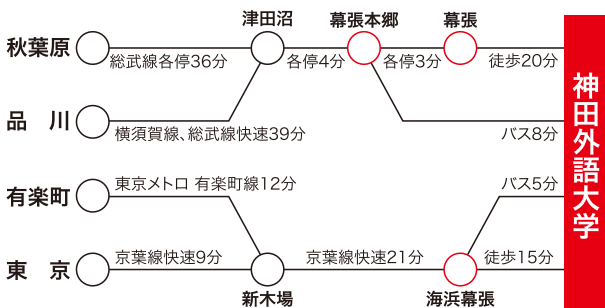 津田沼
幕張本郷
幕張
秋葉原
総武線各停36分
各停4分
各停3分
徒歩20分
品川
横須賀線、総武線快速39分
バス8分
有楽町
東京メトロ 有楽町線12分
バス5分
東京
京葉線快速9分
京葉線快速21分
徒歩15分
新木場
海浜幕張
神田外語大学